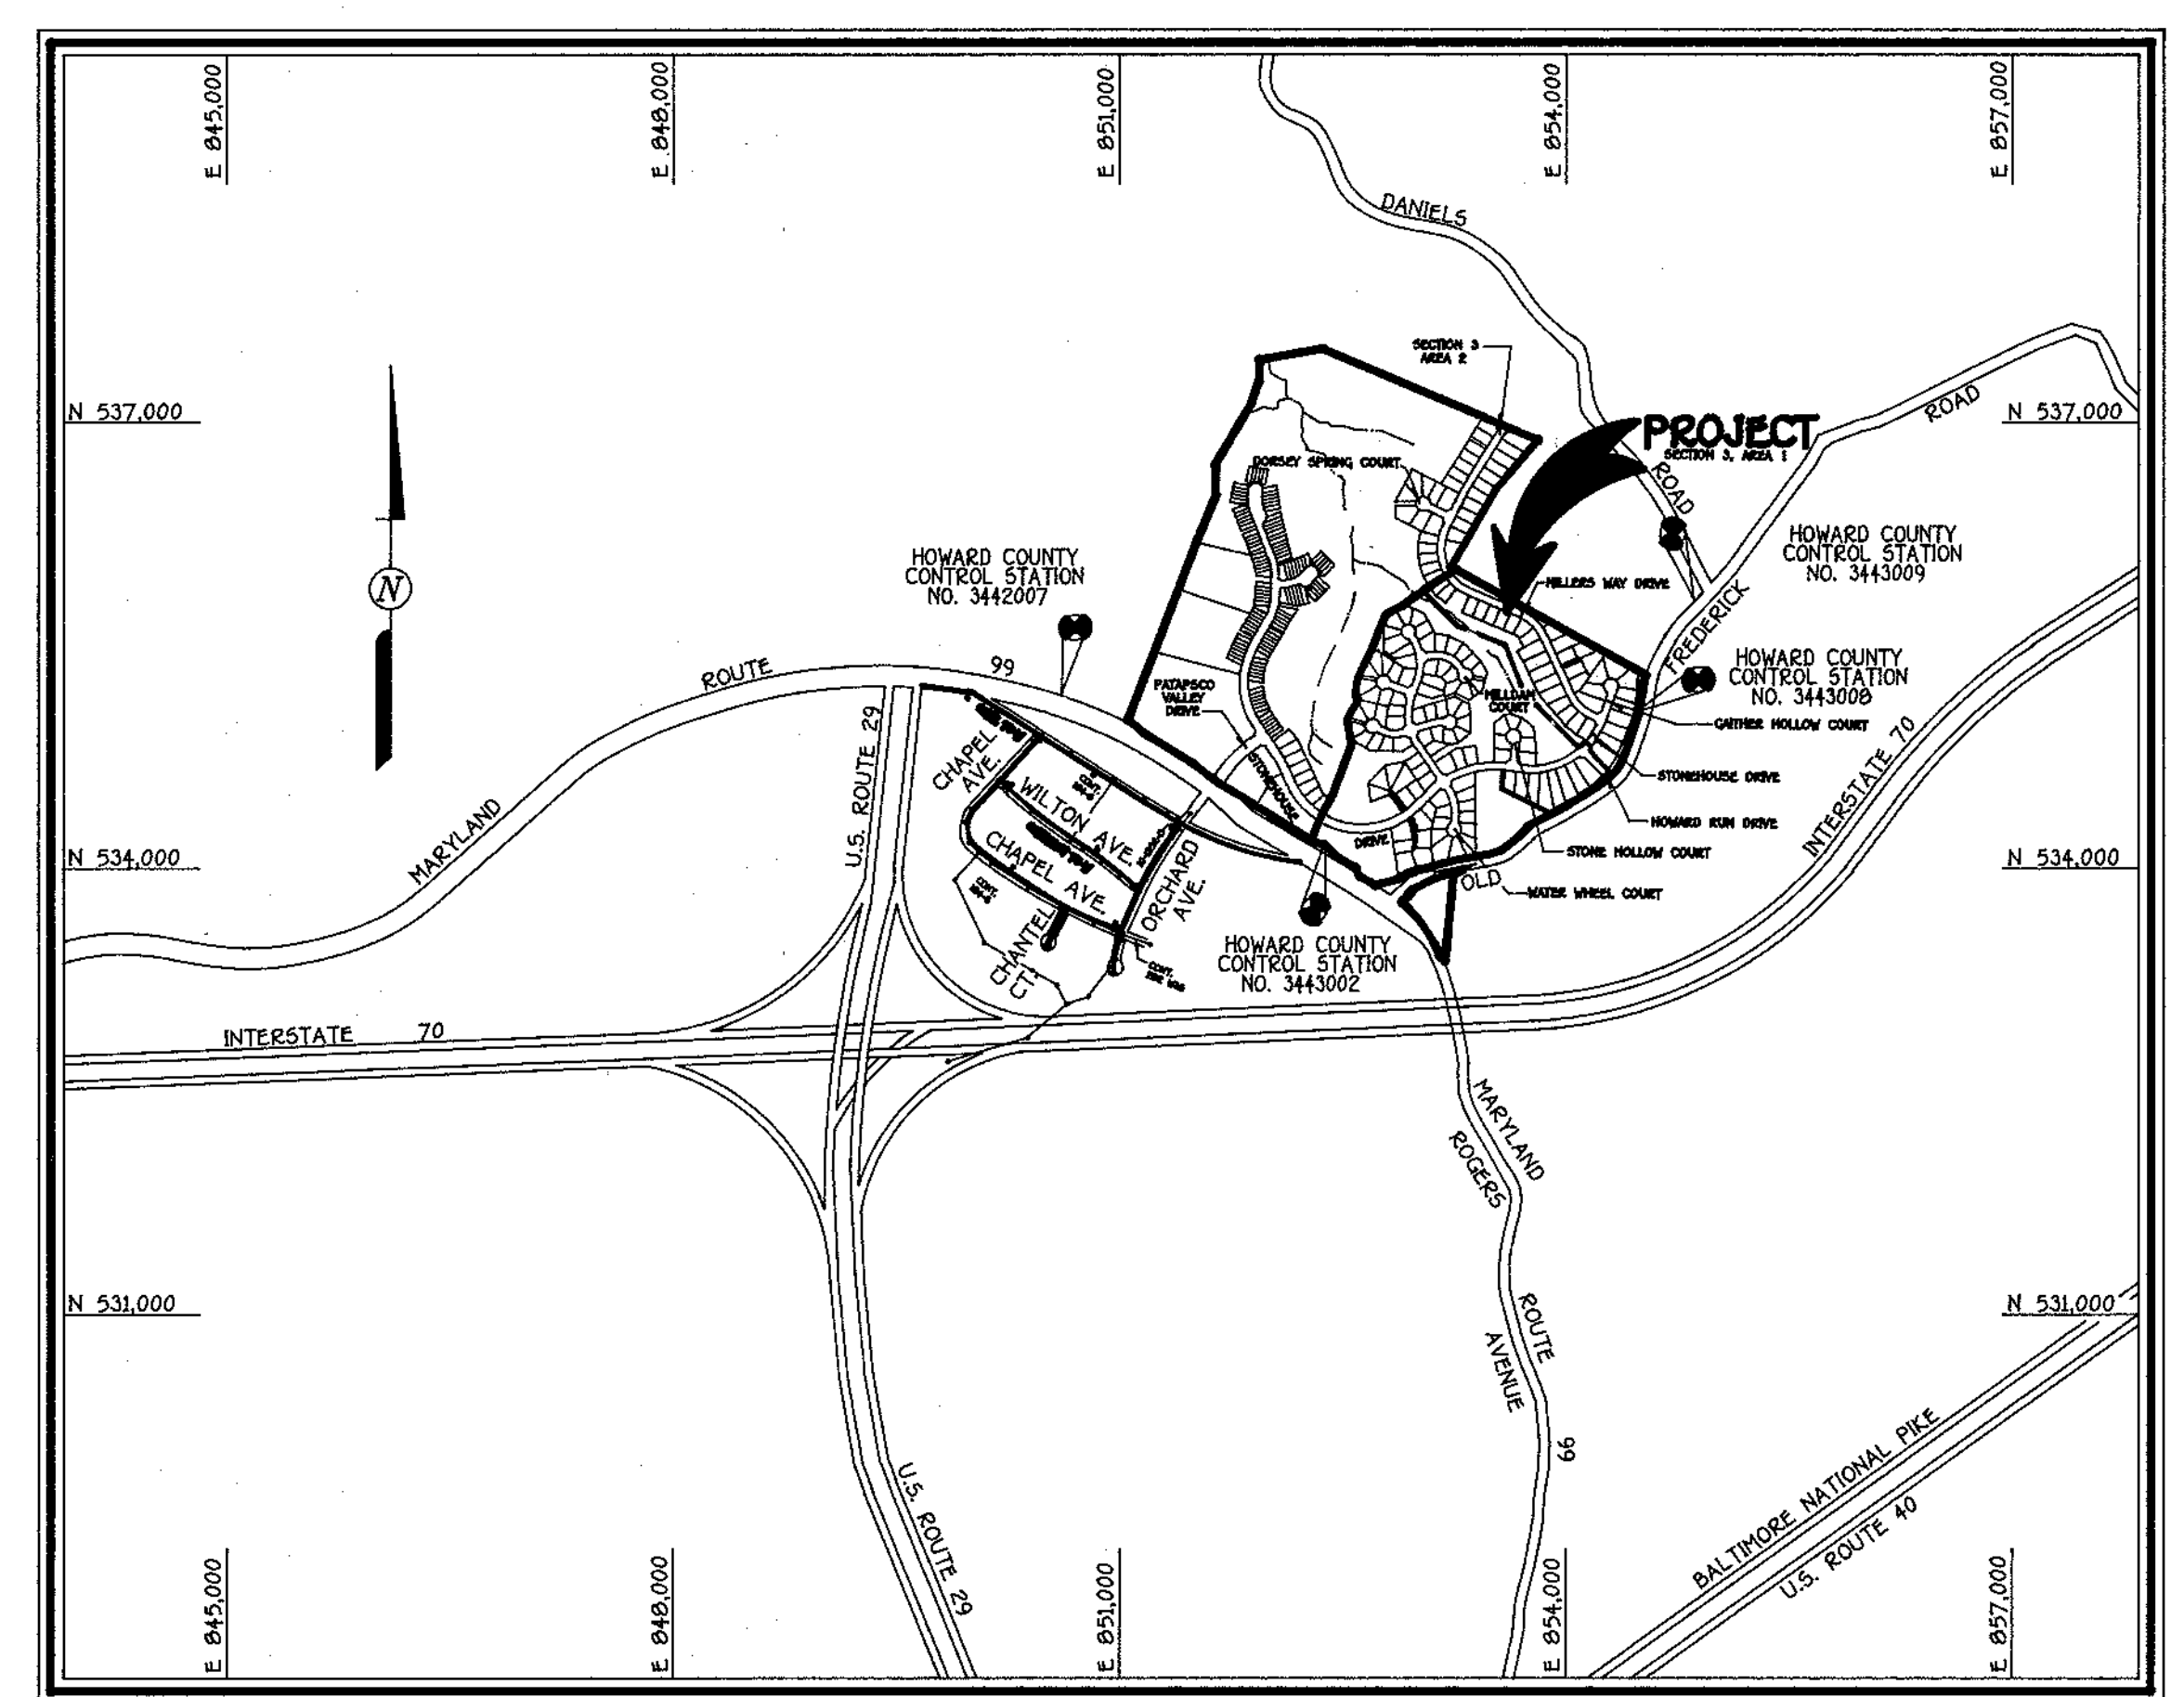 E 845,000
E 848,000
E 851,000
E 854,000
E 857,000
DANIELS
ROAD
SECTION 3
AREA 2
N 537,000
N 537,000
PROJECT
SECTION 3, AREA 1
ROAD
DORSEY SPRING COURT
HOWARD COUNTY
CONTROL STATION
NO. 3443009
HOWARD COUNTY
CONTROL STATION
NO. 3442007
N
MILLERS WAY DRIVE
FREDERICK
HOWARD COUNTY
CONTROL STATION
NO. 3443008
ROUTE
99
PATAPSCO
VALLEY
DRIVE
MILLDAM
COURT
GAITHER HOLLOW COURT
U.S. ROUTE 29
CHAPEL
AVE.
STONEHOUSE
DRIVE
STONEHOUSE DRIVE
INTERSTATE 70
CONT.
WILTON AVE.
HOWARD RUN DRIVE
MARYLAND
CHAPEL AVE.
ORCHARD
AVE.
STONE HOLLOW COURT
N 534,000
N 534,000
OLD
WATER WHEEL COURT
CONT.
CHANTEL
CT.
CONT.
HOWARD COUNTY
CONTROL STATION
NO. 3443002
INTERSTATE 70
MARYLAND
ROGERS
N 531,000
N 531,000
ROUTE
AVENUE
99
U.S. ROUTE 29
BALTIMORE NATIONAL PIKE
U.S. ROUTE 40
E 845,000
E 848,000
E 851,000
E 854,000
E 857,000